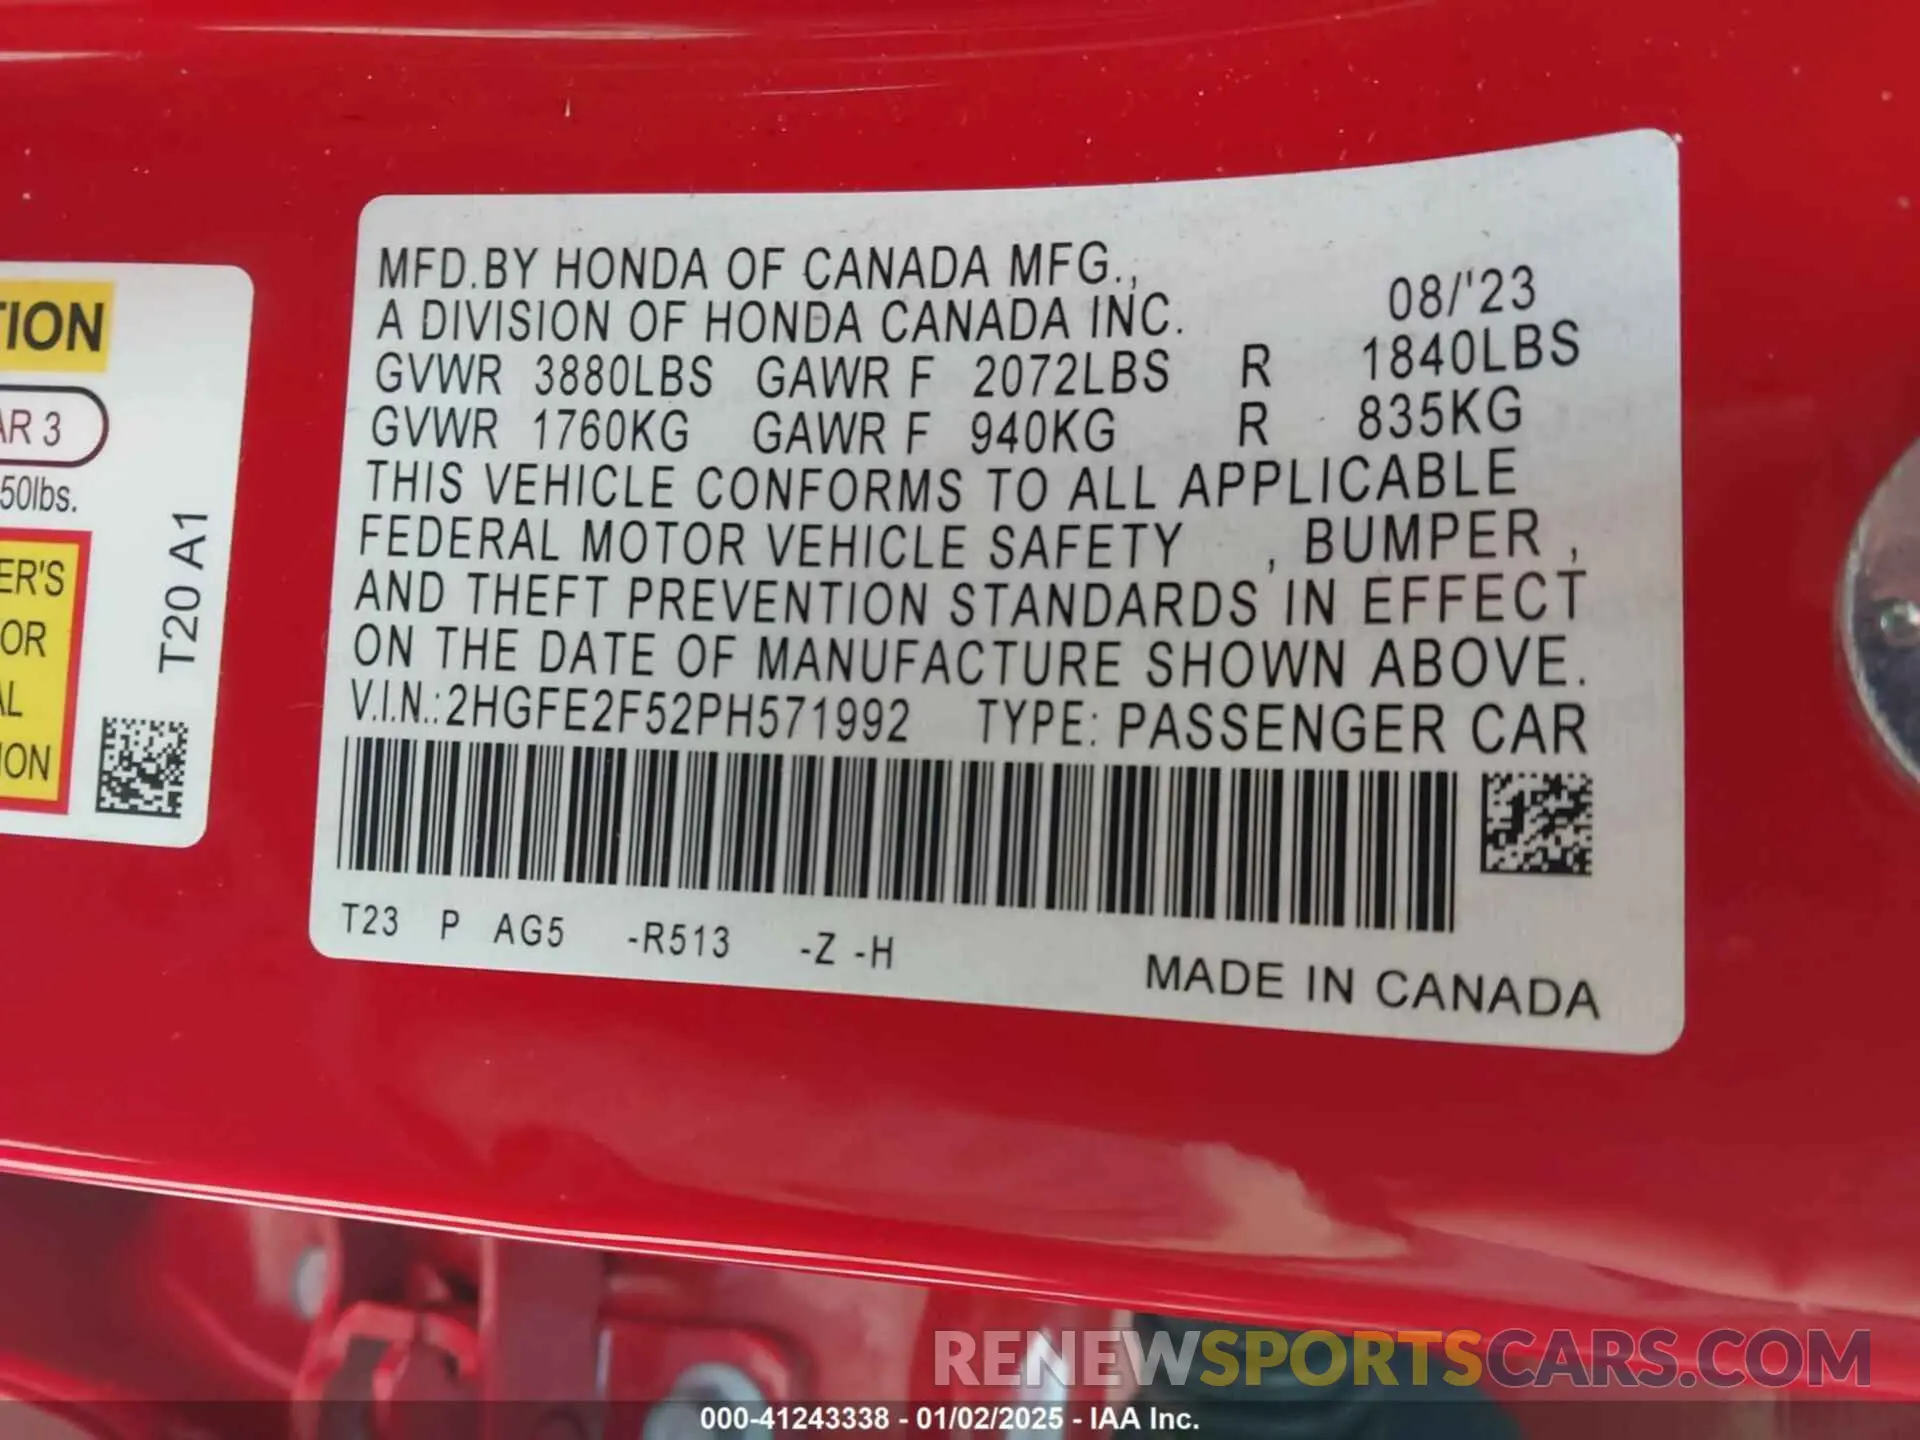 MFD.BY HONDA OF CANADA MFG.,
A DIVISION OF HONDA CANADA INC. 08/'23
GVWR 3880LBS GAWR F 2072LBS R 1840LBS
GVWR 1760KG GAWR F 940KG R 835KG
THIS VEHICLE CONFORMS TO ALL APPLICABLE
FEDERAL MOTOR VEHICLE SAFETY , BUMPER ,
AND THEFT PREVENTION STANDARDS IN EFFECT
ON THE DATE OF MANUFACTURE SHOWN ABOVE.
V.I.N.: 2HGFE2F52PH571992 TYPE: PASSENGER CAR
T23 P AG5 -R513 -Z -H
MADE IN CANADA
TION
AR 3
50lbs.
ER'S
OR
AL
ION
T20 A1
RENEWSPORTSCARS.COM
000-41243338 - 01/02/2025 - IAA Inc.